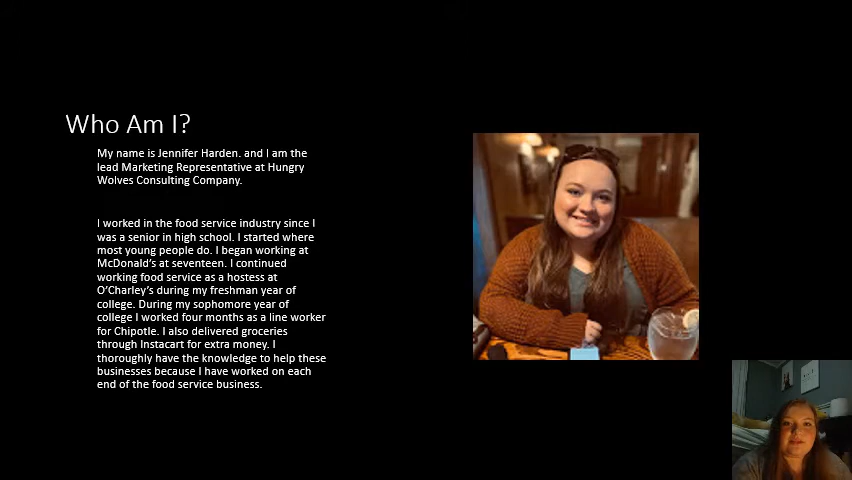 Who Am I?
My name is Jennifer Harden. and I am the
lead Marketing Representative at Hungry
Wolves Consulting Company.
I worked in the food service industry since I
was a senior in high school. I started where
most young people do. I began working at
McDonald's at seventeen. I continued
working food service as a hostess at
O'Charley's during my freshman year of
college. During my sophomore year of
college I worked four months as a line worker
for Chipotle. I also delivered groceries
through Instacart for extra money. I
thoroughly have the knowledge to help these
businesses because I have worked on each
end of the food service business.